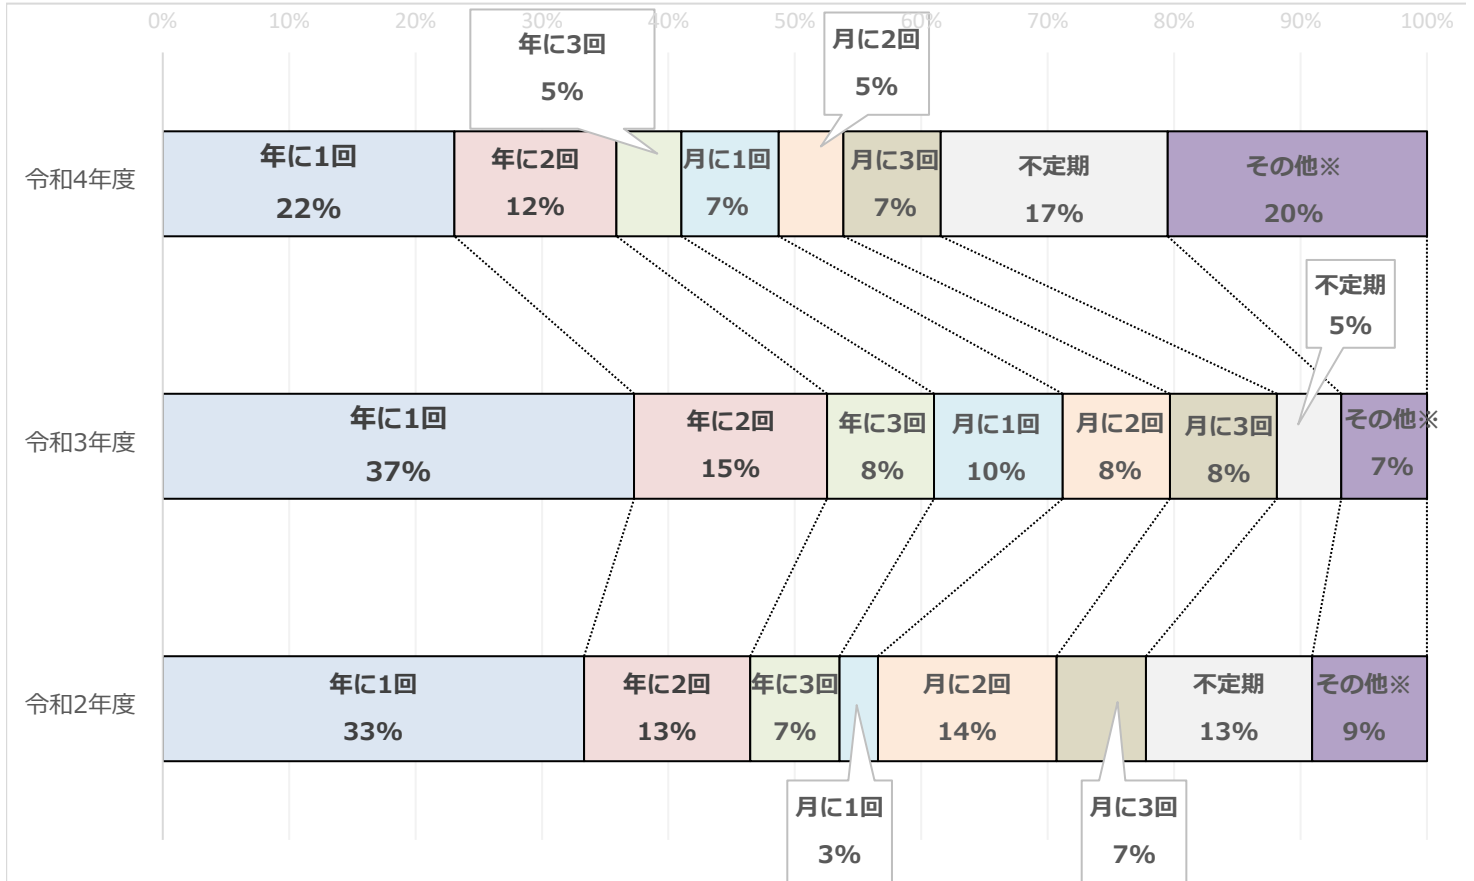 0% 10% 20% 30% 40% 50% 60% 70% 80% 90% 100%
年に3回
5%
月に2回
5%
令和4年度
年に1回
22%
年に2回
12%
月に1回
7%
月に3回
7%
不定期
17%
その他※
20%
不定期
5%
令和3年度
年に1回
37%
年に2回
15%
年に3回
8%
月に1回
10%
月に2回
8%
月に3回
8%
その他※
7%
令和2年度
年に1回
33%
年に2回
13%
年に3回
7%
月に2回
14%
不定期
13%
その他※
9%
月に1回
3%
月に3回
7%